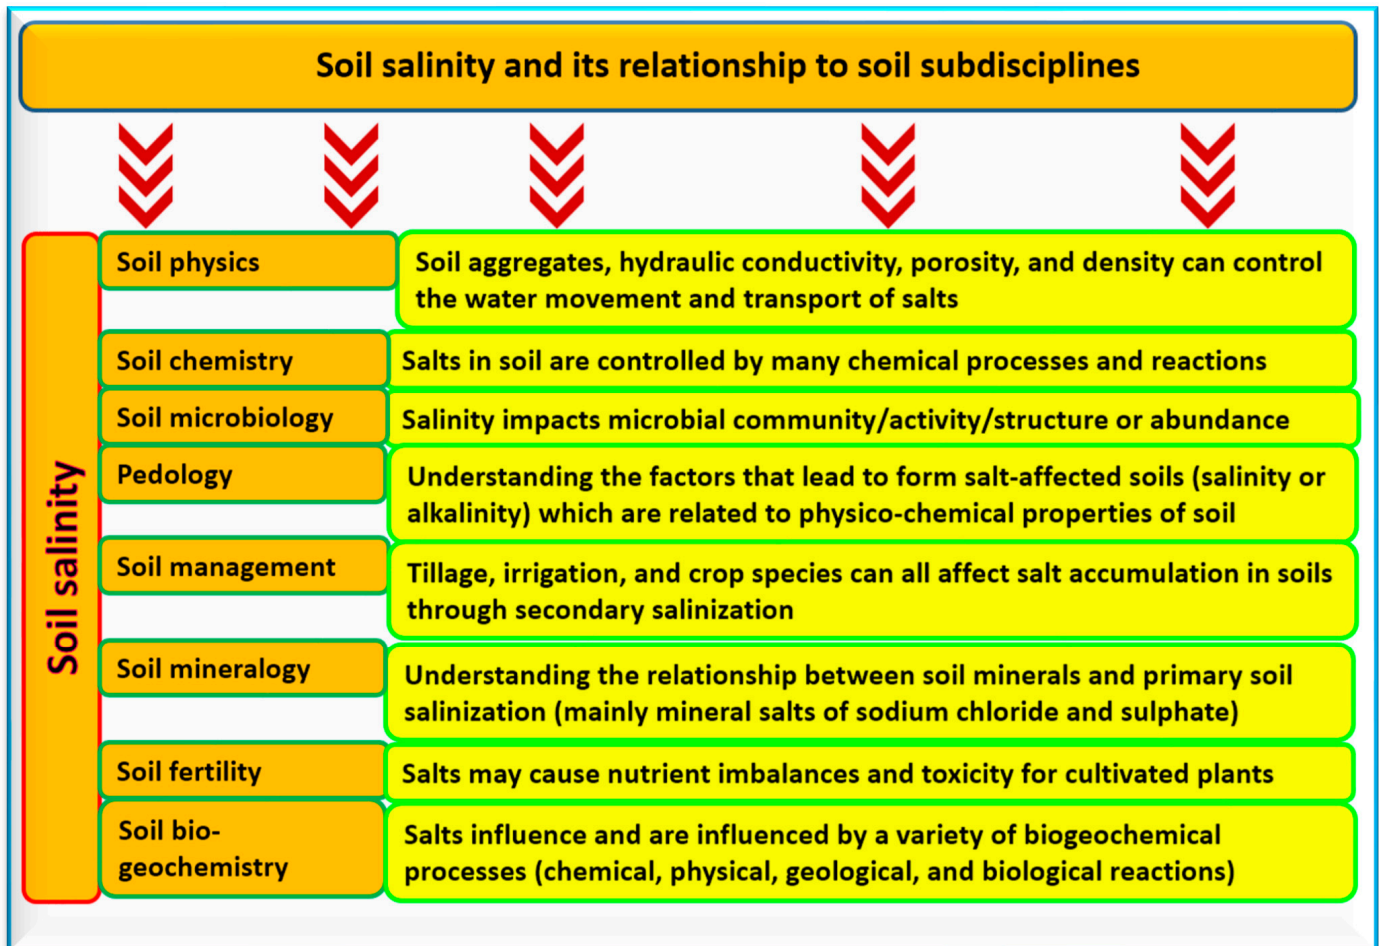 Soil salinity and its relationship to soil subdisciplines
Soil salinity
Soil physics
Soil aggregates, hydraulic conductivity, porosity, and density can control
the water movement and transport of salts
Soil chemistry
Salts in soil are controlled by many chemical processes and reactions
Soil microbiology
Salinity impacts microbial community/activity/structure or abundance
Pedology
Understanding the factors that lead to form salt-affected soils (salinity or
alkalinity) which are related to physico-chemical properties of soil
Soil management
Tillage, irrigation, and crop species can all affect salt accumulation in soils
through secondary salinization
Soil mineralogy
Understanding the relationship between soil minerals and primary soil
salinization (mainly mineral salts of sodium chloride and sulphate)
Soil fertility
Salts may cause nutrient imbalances and toxicity for cultivated plants
Soil bio-
geochemistry
Salts influence and are influenced by a variety of biogeochemical
processes (chemical, physical, geological, and biological reactions)